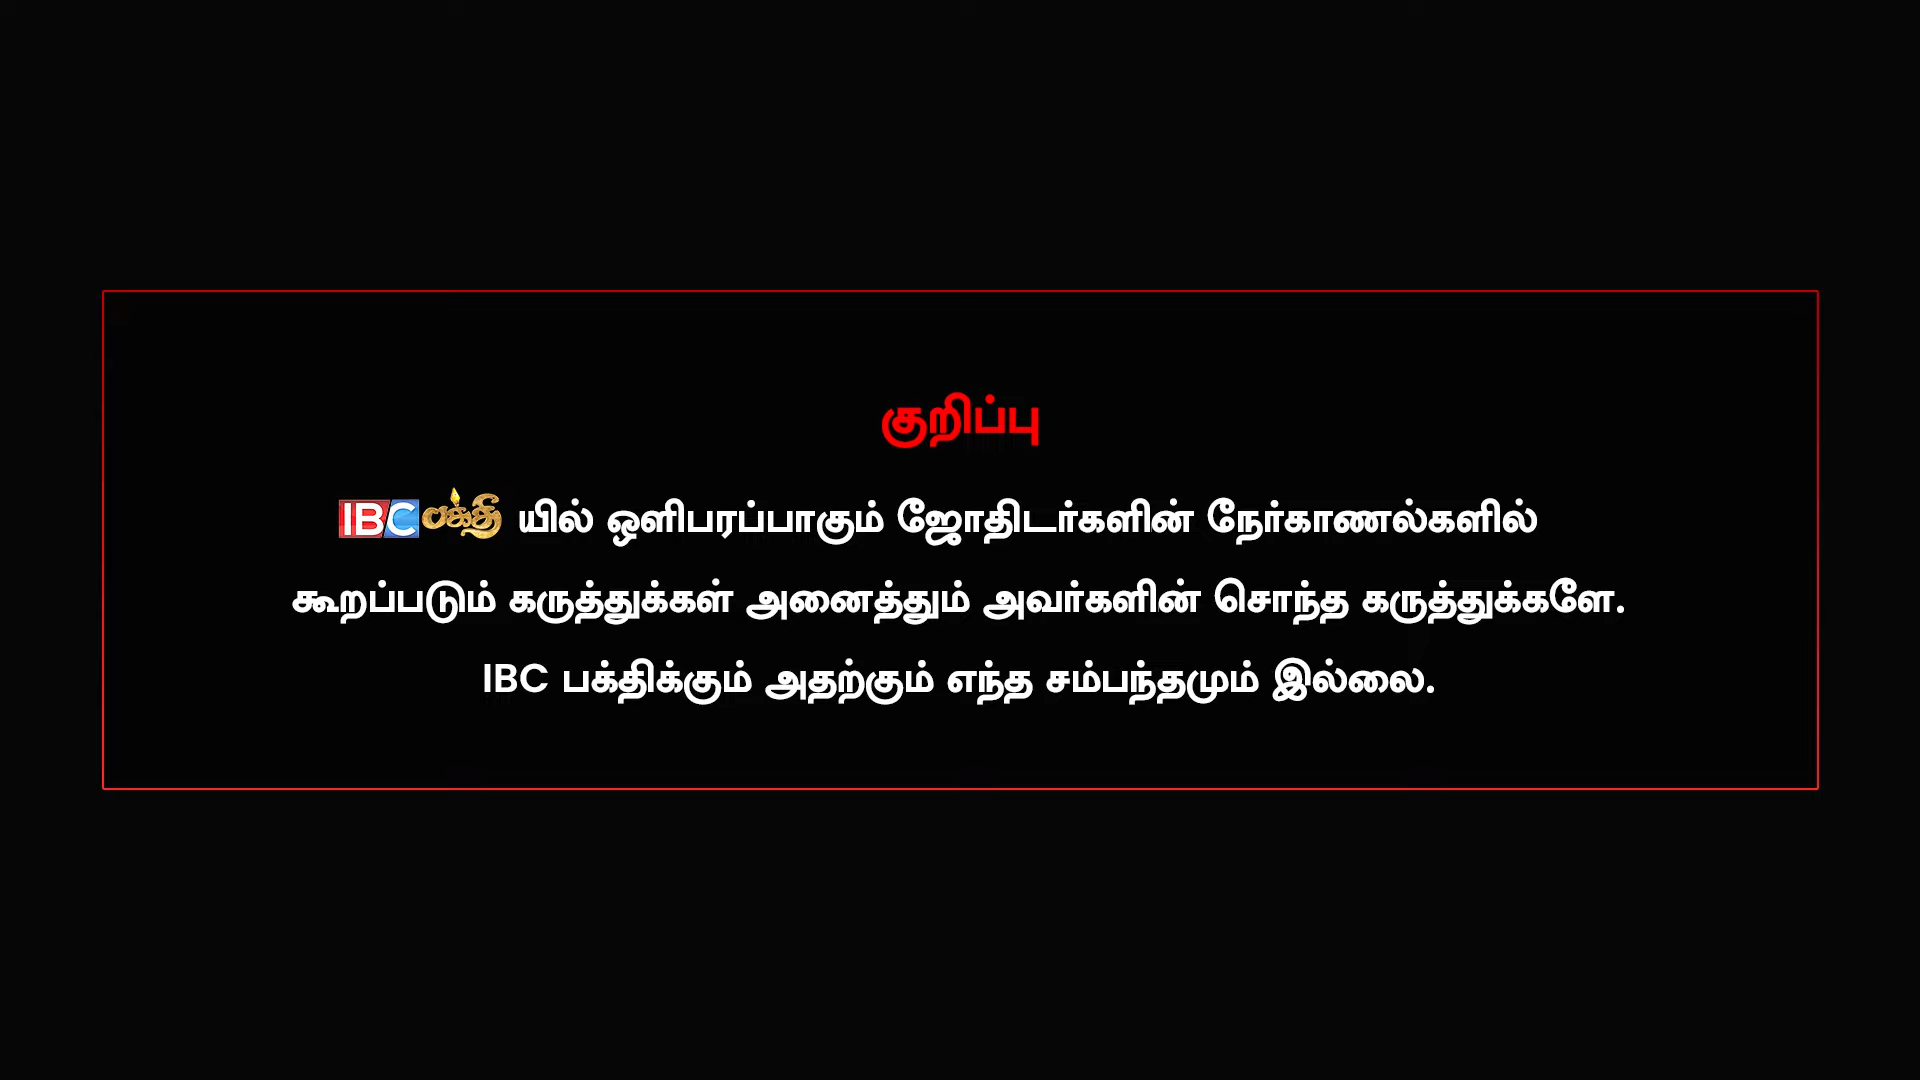 குறிப்பு
IBC பக்தி யில் ஒளிபரப்பாகும் ஜோதிடர்களின் நேர்காணல்களில்
கூறப்படும் கருத்துக்கள் அனைத்தும் அவர்களின் சொந்த கருத்துக்களே.
IBC பக்திக்கும் அதற்கும் எந்த சம்பந்தமும் இல்லை.